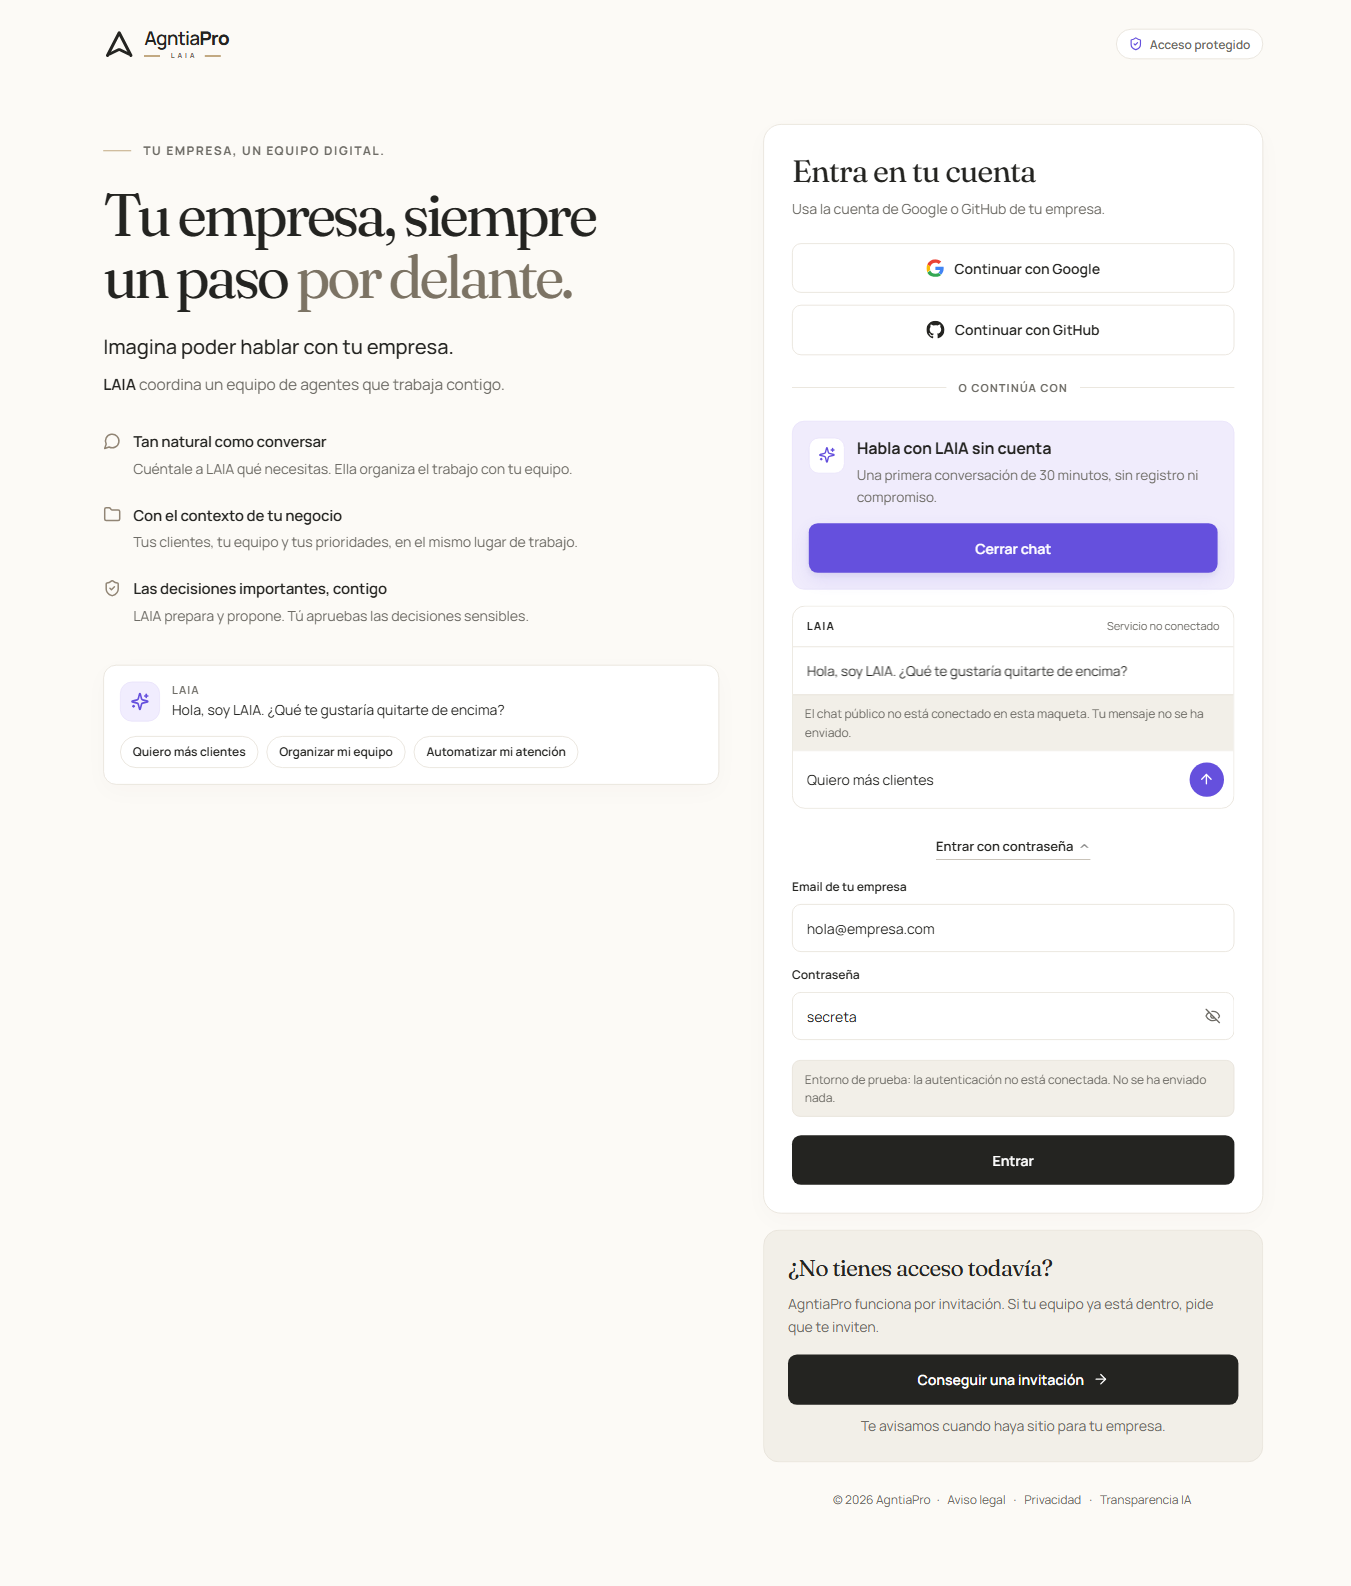 AgntiaPro
LAIA
Acceso protegido
TU EMPRESA, UN EQUIPO DIGITAL.
Tu empresa, siempre
un paso por delante.
Imagina poder hablar con tu empresa.
LAIA coordina un equipo de agentes que trabaja contigo.
Tan natural como conversar
Cuéntale a LAIA qué necesitas. Ella organiza el trabajo con tu equipo.
Con el contexto de tu negocio
Tus clientes, tu equipo y tus prioridades, en el mismo lugar de trabajo.
Las decisiones importantes, contigo
LAIA prepara y propone. Tú apruebas las decisiones sensibles.
LAIA
Hola, soy LAIA. ¿Qué te gustaría quitarte de encima?
Quiero más clientes
Organizar mi equipo
Automatizar mi atención
Entra en tu cuenta
Usa la cuenta de Google o GitHub de tu empresa.
Continuar con Google
Continuar con GitHub
O CONTINÚA CON
Habla con LAIA sin cuenta
Una primera conversación de 30 minutos, sin registro ni
compromiso.
Cerrar chat
LAIA
Servicio no conectado
Hola, soy LAIA. ¿Qué te gustaría quitarte de encima?
El chat público no está conectado en esta maqueta. Tu mensaje no se ha
enviado.
Quiero más clientes
Entrar con contraseña
Email de tu empresa
hola@empresa.com
Contraseña
secreta
Entorno de prueba: la autenticación no está conectada. No se ha enviado
nada.
Entrar
¿No tienes acceso todavía?
AgntiaPro funciona por invitación. Si tu equipo ya está dentro, pide
que te inviten.
Conseguir una invitación
Te avisamos cuando haya sitio para tu empresa.
© 2026 AgntiaPro · Aviso legal · Privacidad · Transparencia IA